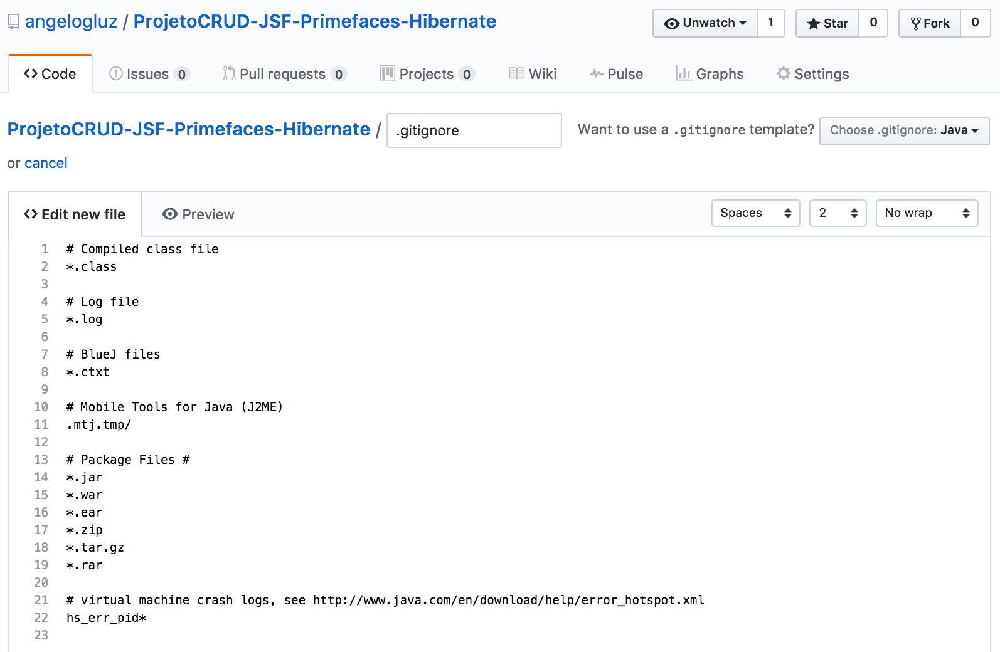 angelogluz / ProjetoCRUD-JSF-Primefaces-Hibernate
Unwatch 1 Star 0 Fork 0
Code Issues 0 Pull requests 0 Projects 0 Wiki Pulse Graphs Settings
ProjetoCRUD-JSF-Primefaces-Hibernate / .gitignore Want to use a .gitignore template? Choose .gitignore: Java
or cancel
Edit new file Preview Spaces 2 No wrap
1 # Compiled class file
2 *.class
3
4 # Log file
5 *.log
6
7 # BlueJ files
8 *.ctxt
9
10 # Mobile Tools for Java (J2ME)
11 .mtj.tmp/
12
13 # Package Files #
14 *.jar
15 *.war
16 *.ear
17 *.zip
18 *.tar.gz
19 *.rar
20
21 # virtual machine crash logs, see http://www.java.com/en/download/help/error_hotspot.xml
22 hs_err_pid*
23